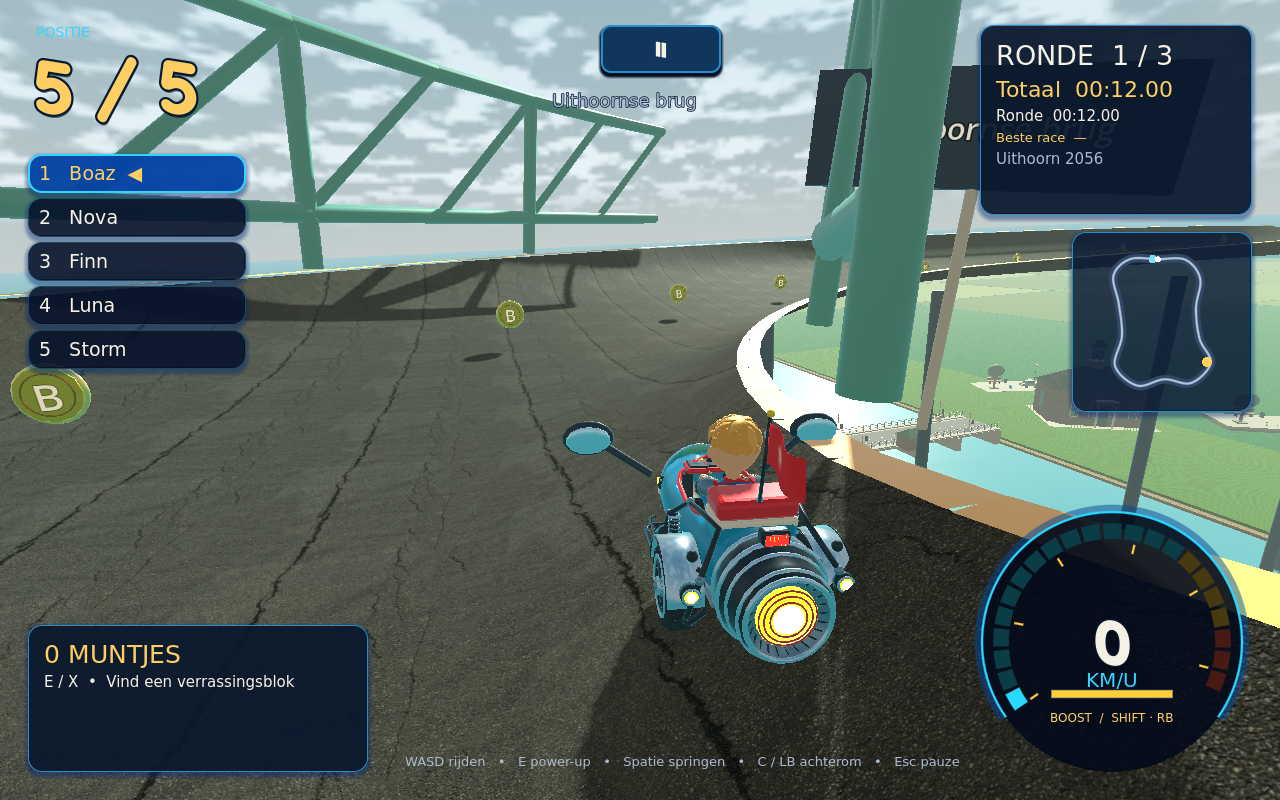 POSITIE
5 / 5
1 Boaz ◀
2 Nova
3 Finn
4 Luna
5 Storm
Uithoornse brug
RONDE 1 / 3
Totaal 00:12.00
Ronde 00:12.00
Beste race —
Uithoorn 2056
B
B
B
B
0 MUNTJES
E / X • Vind een verrassingsblok
0
KM/U
BOOST / SHIFT · RB
WASD rijden • E power-up • Spatie springen • C / LB achterom • Esc pauze